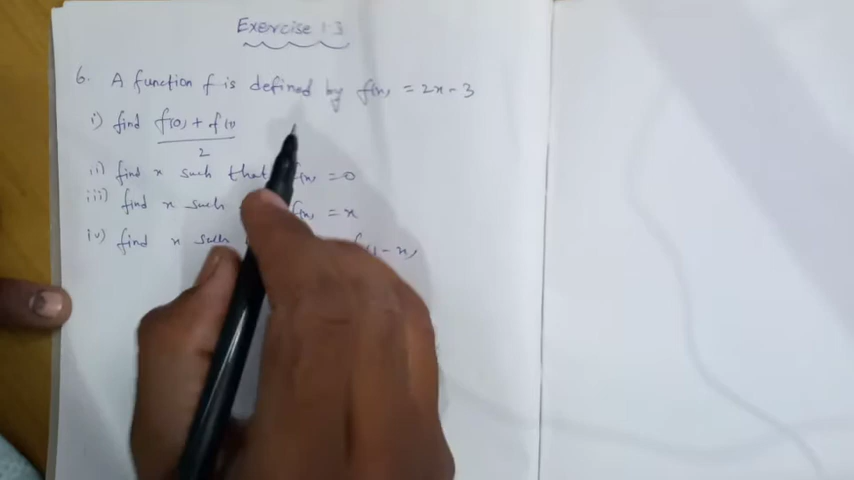 Exercise 1.3
6. A function f is defined by f(x) = 2x - 3
i) find f(0) + f(1)
2
ii) find x such that f(x) = 0
iii) find x such f(x) = x
iv) find x such f(1 - x)